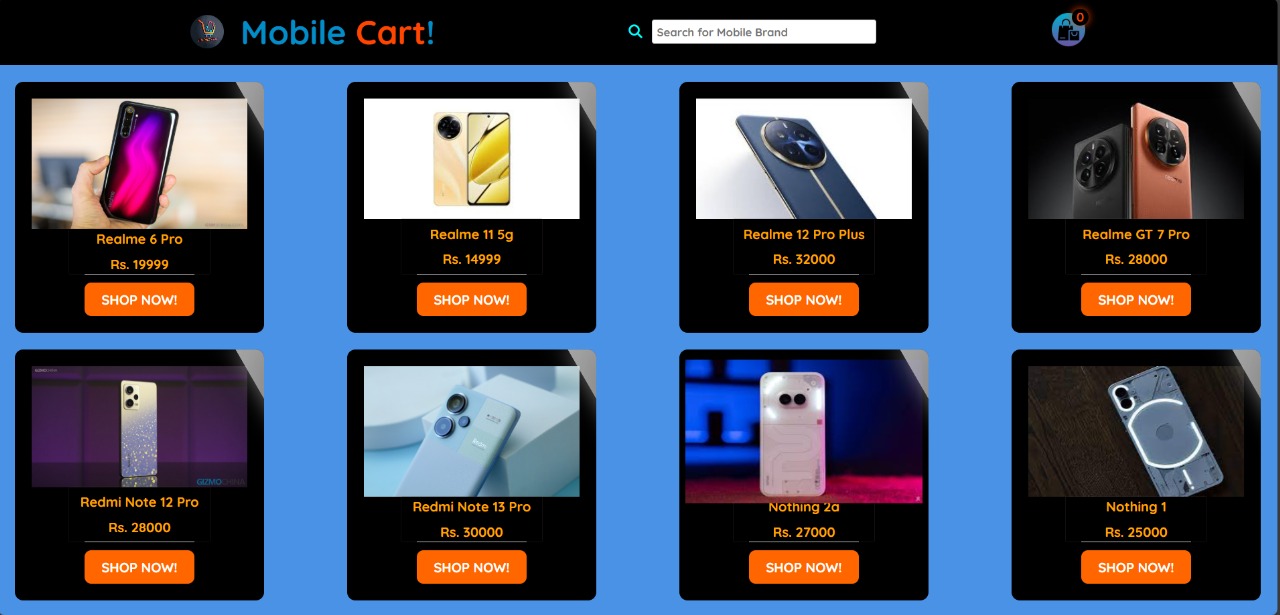 Mobile Cart!
Search for Mobile Brand
0
Realme 6 Pro
Rs. 19999
SHOP NOW!
Realme 11 5g
Rs. 14999
SHOP NOW!
Realme 12 Pro Plus
Rs. 32000
SHOP NOW!
Realme GT 7 Pro
Rs. 28000
SHOP NOW!
GIZMOCHINA
Redmi Note 12 Pro
Rs. 28000
SHOP NOW!
Redmi Note 13 Pro
Rs. 30000
SHOP NOW!
Nothing 2a
Rs. 27000
SHOP NOW!
Nothing 1
Rs. 25000
SHOP NOW!